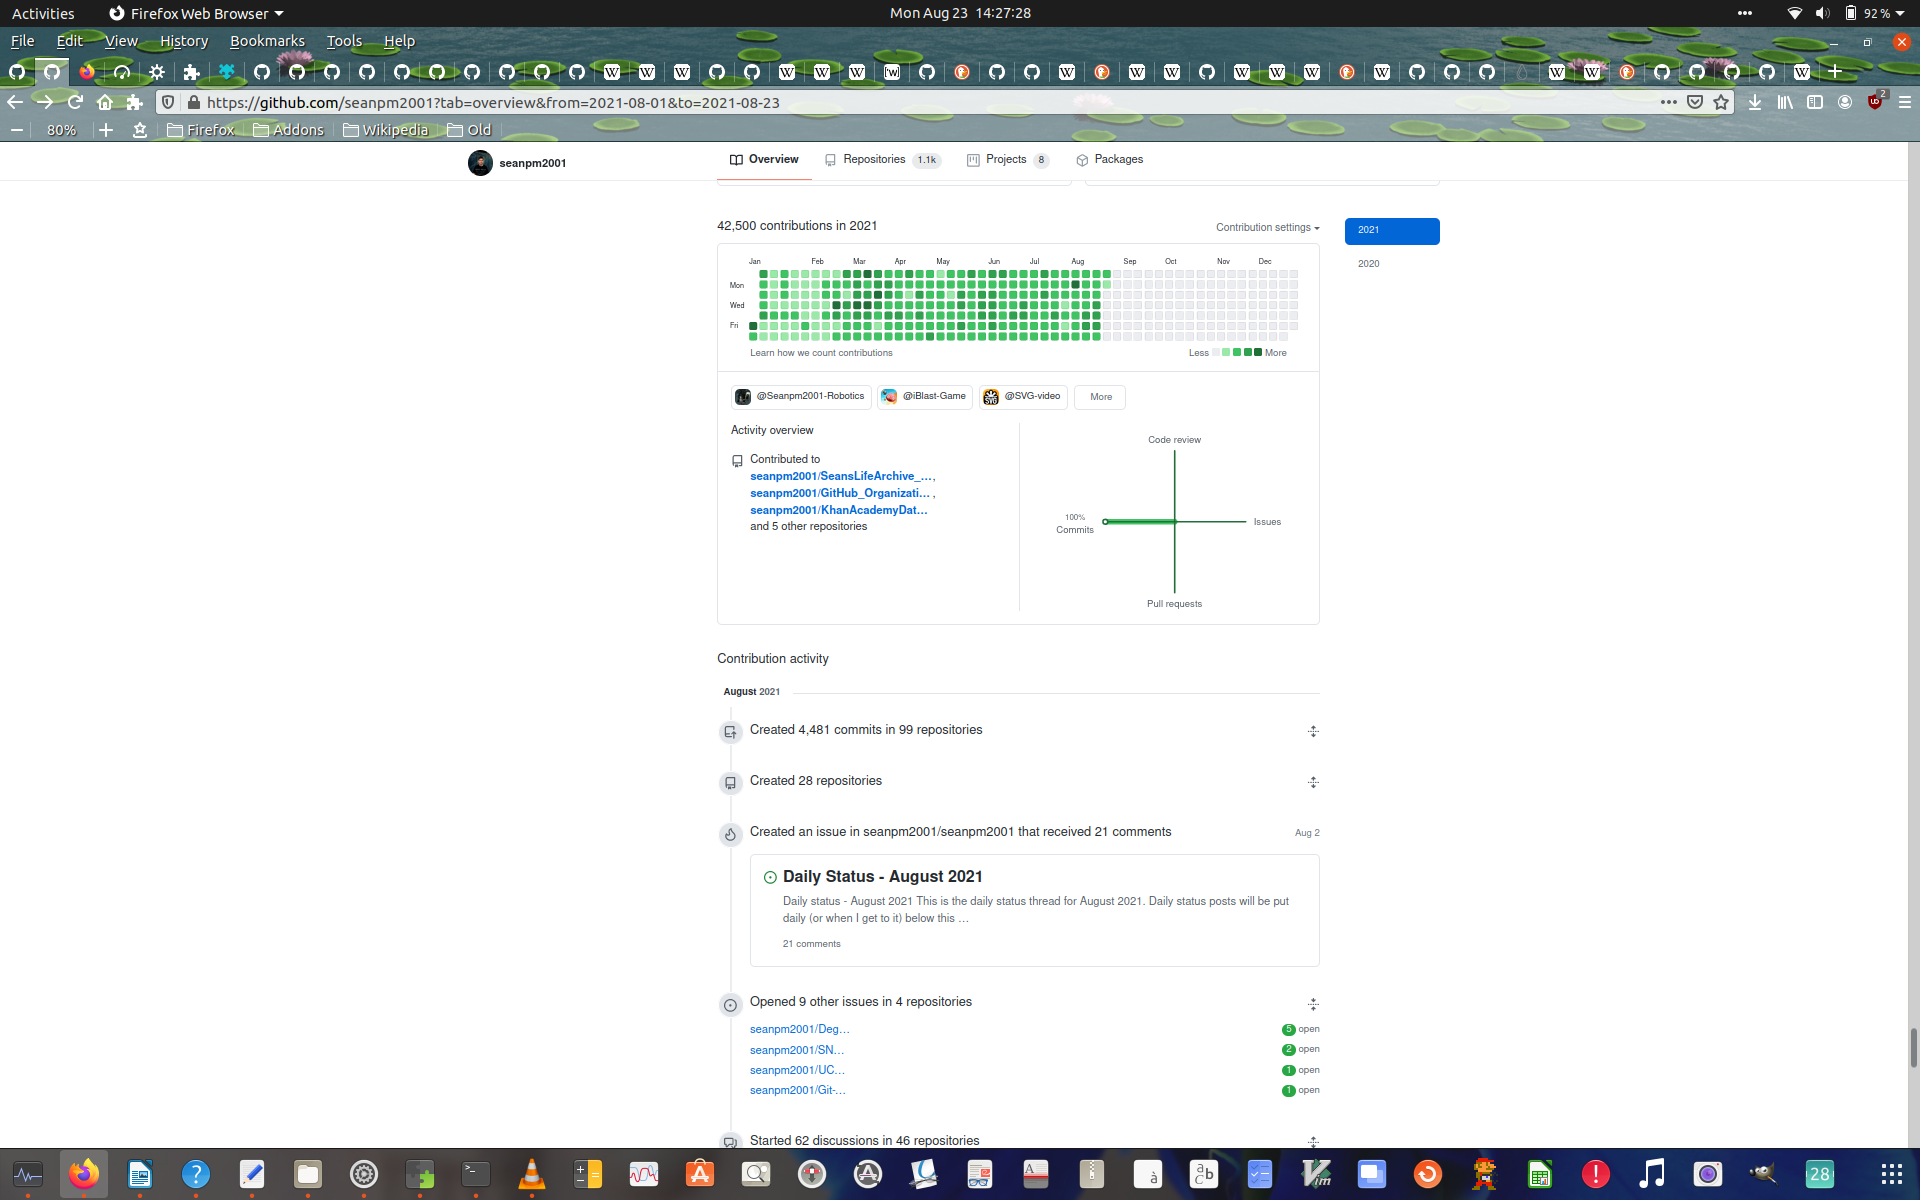 Activities
Firefox Web Browser
Mon Aug 23 14:27:28
92 %
File Edit View History Bookmarks Tools Help
https://github.com/seanpm2001?tab=overview&from=2021-08-01&to=2021-08-23
2
80%
Firefox Addons Wikipedia Old
seanpm2001
Overview Repositories 1.1k Projects 8 Packages
42,500 contributions in 2021
Contribution settings
2021
2020
Jan Feb Mar Apr May Jun Jul Aug Sep Oct Nov Dec
Mon
Wed
Fri
Learn how we count contributions
Less More
@Seanpm2001-Robotics @iBlast-Game @SVG-video More
Activity overview
Contributed to
seanpm2001/SeansLifeArchive_…,
seanpm2001/GitHub_Organizati… ,
seanpm2001/KhanAcademyDat…
and 5 other repositories
Code review
100%
Commits
Issues
Pull requests
Contribution activity
August 2021
Created 4,481 commits in 99 repositories
Created 28 repositories
Created an issue in seanpm2001/seanpm2001 that received 21 comments
Aug 2
Daily Status - August 2021
Daily status - August 2021 This is the daily status thread for August 2021. Daily status posts will be put
daily (or when I get to it) below this …
21 comments
Opened 9 other issues in 4 repositories
seanpm2001/Deg…
5 open
seanpm2001/SN…
2 open
seanpm2001/UC…
1 open
seanpm2001/Git-…
1 open
Started 62 discussions in 46 repositories
28